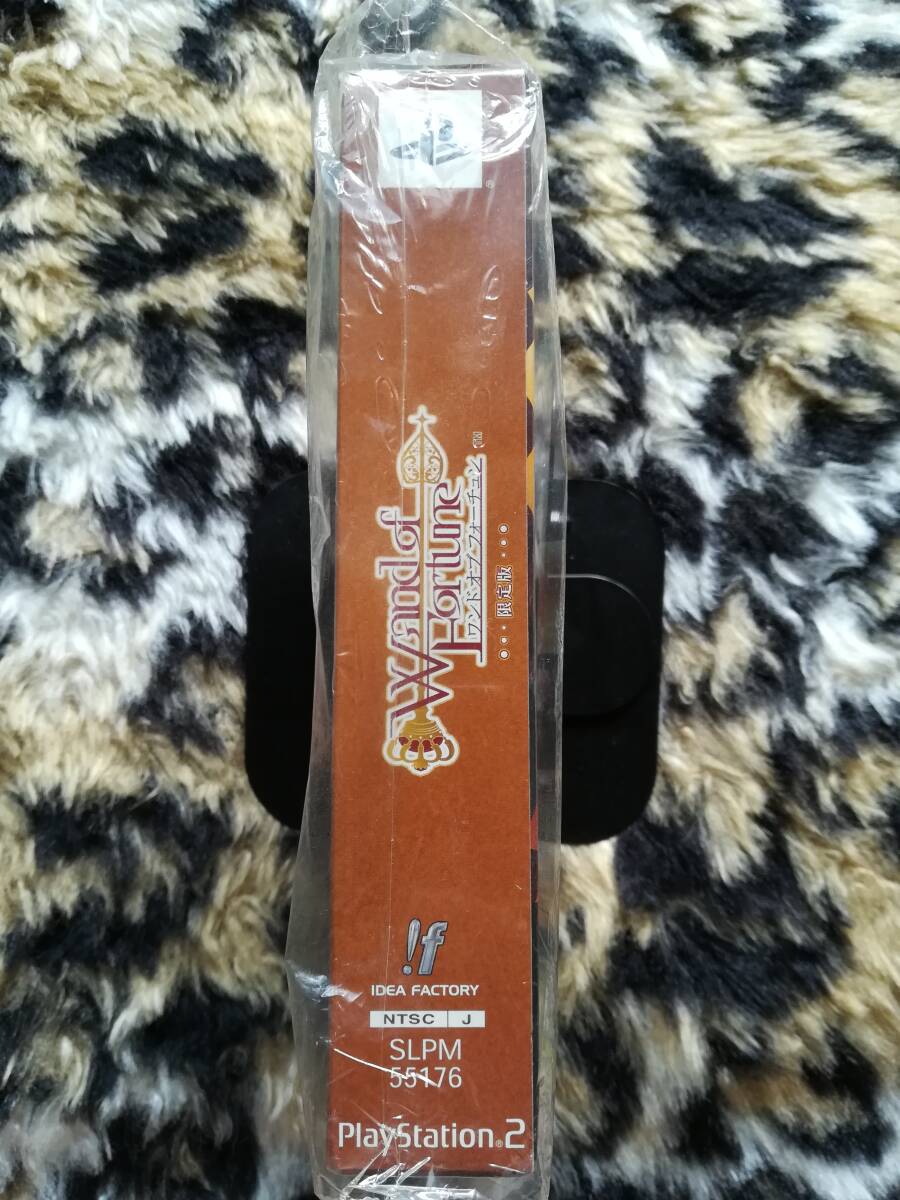 Wand of
Fortune
ワンド オブ フォーチュン TM
限定版
!f
IDEA FACTORY
NTSC J
SLPM
55176
PlayStation®2